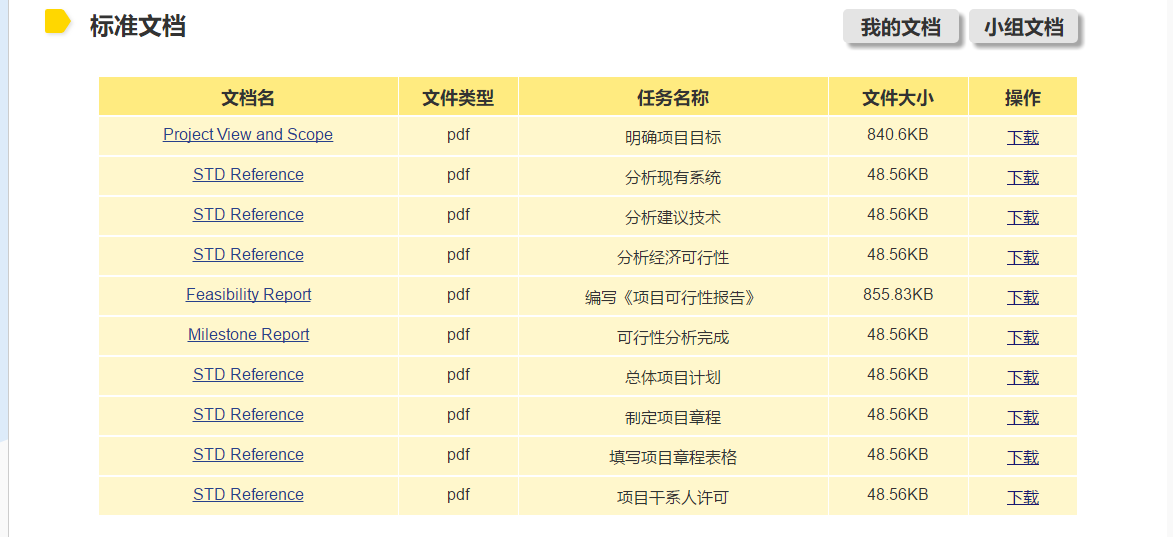 标准文档 我的文档 小组文档
文档名 文件类型 任务名称 文件大小 操作
Project View and Scope pdf 明确项目目标 840.6KB 下载
STD Reference pdf 分析现有系统 48.56KB 下载
STD Reference pdf 分析建议技术 48.56KB 下载
STD Reference pdf 分析经济可行性 48.56KB 下载
Feasibility Report pdf 编写《项目可行性报告》 855.83KB 下载
Milestone Report pdf 可行性分析完成 48.56KB 下载
STD Reference pdf 总体项目计划 48.56KB 下载
STD Reference pdf 制定项目章程 48.56KB 下载
STD Reference pdf 填写项目章程表格 48.56KB 下载
STD Reference pdf 项目干系人许可 48.56KB 下载